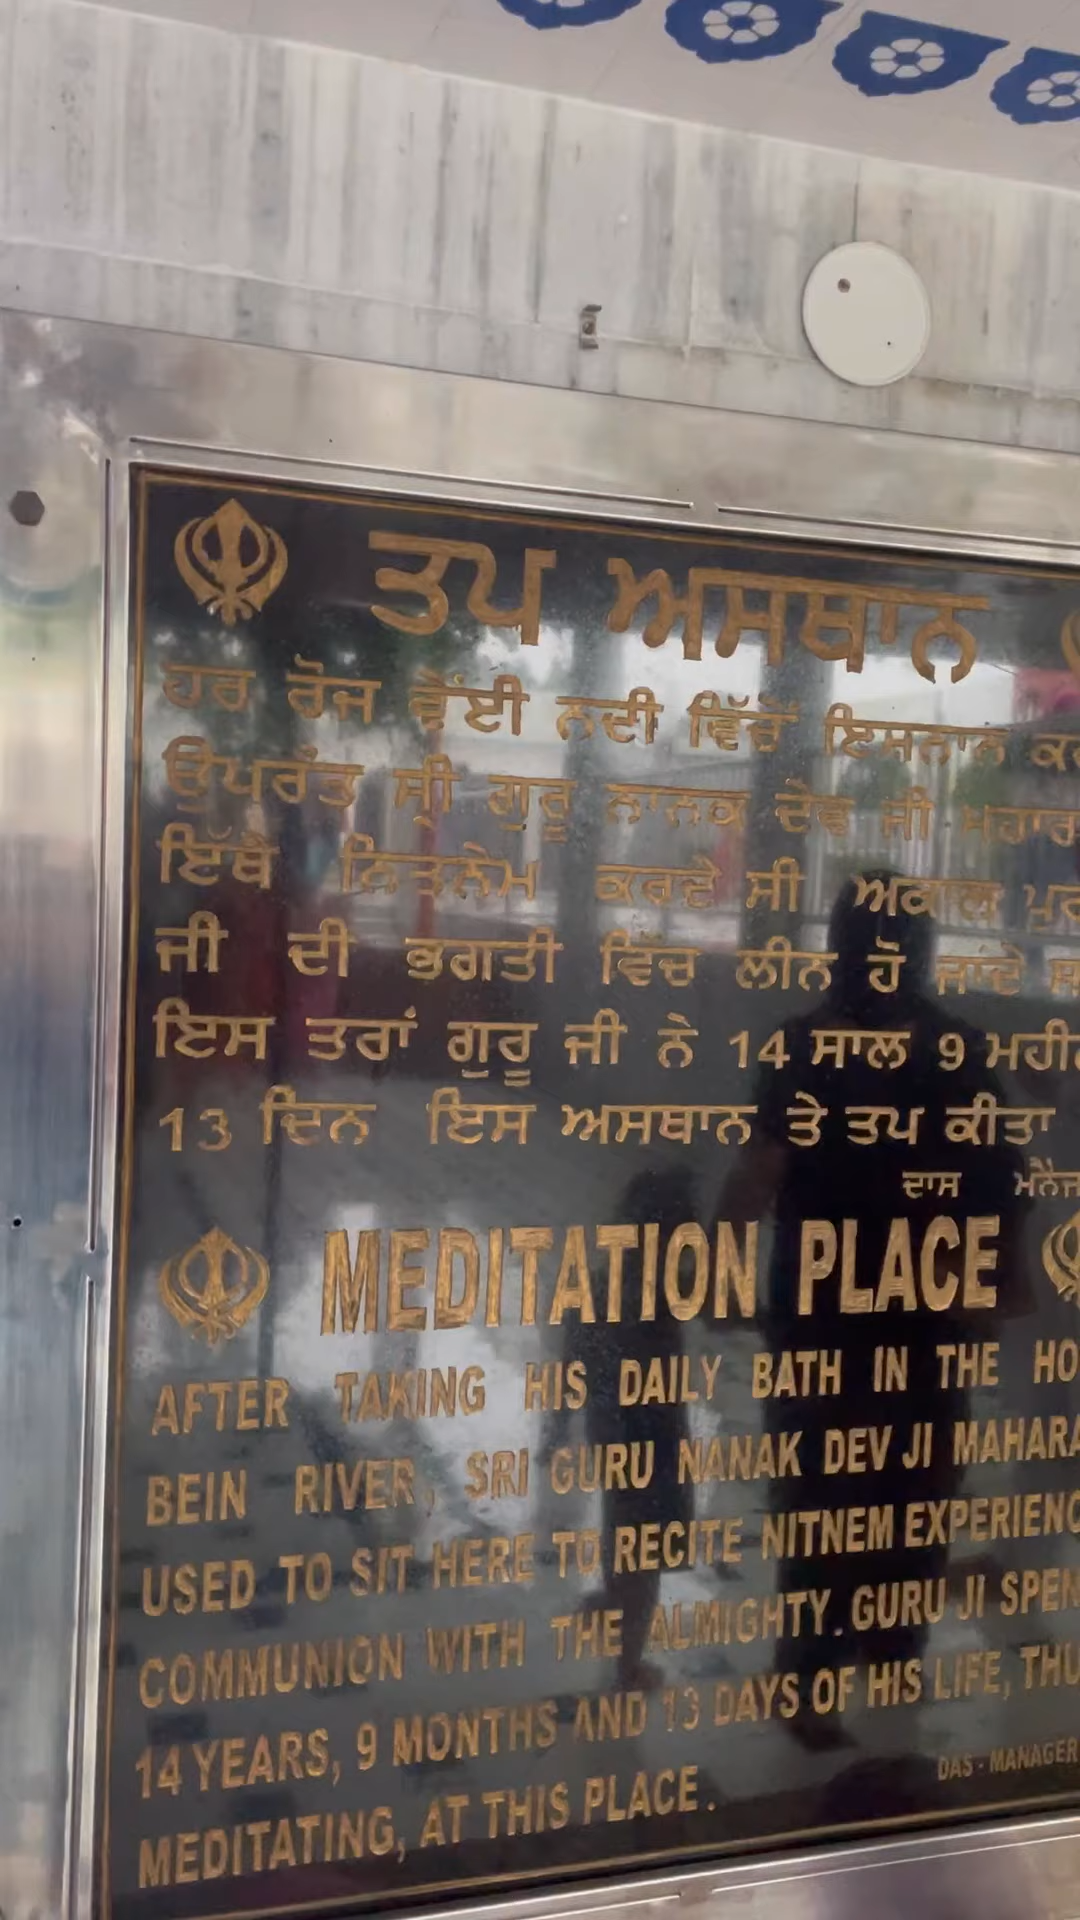 ਤਪ ਅਸਥਾਨ
ਹਰ ਰੋਜ ਵੈਂਈ ਨਦੀ ਵਿੱਚੋਂ ਇਸ਼ਨਾਨ
ਉਪਰੰਤ ਸ੍ਰੀ ਗੁਰੂ ਨਾਨਕ ਦੇਵ ਜੀ
ਇੱਥੇ ਨਿਤਨੇਮ ਕਰਦੇ ਸੀ ਅਕਾਲ
ਜੀ ਦੀ ਭਗਤੀ ਵਿੱਚ ਲੀਨ ਹੋ ਜਾਂਦੇ
ਇਸ ਤਰਾਂ ਗੁਰੂ ਜੀ ਨੇ 14 ਸਾਲ 9
13 ਦਿਨ ਇਸ ਅਸਥਾਨ ਤੇ ਤਪ ਕੀਤਾ
ਦਾਸ
MEDITATION PLACE
AFTER TAKING HIS DAILY BATH IN THE
BEIN RIVER, SRI GURU NANAK DEV JI
USED TO SIT HERE TO RECITE NITNEM
COMMUNION WITH THE ALMIGHTY. GURU JI
14 YEARS, 9 MONTHS AND 13 DAYS OF HIS LIFE,
DAS - MANAGER
MEDITATING, AT THIS PLACE.